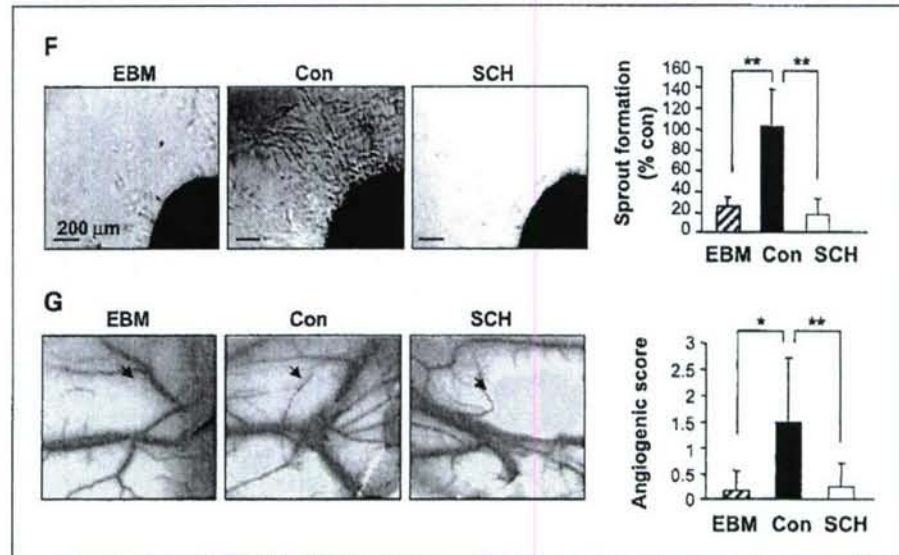 F
EBM Con SCH
200 μm
Sprout formation
(% con)
160
140
120
100
80
60
40
20
0
** **
EBM Con SCH
G
EBM Con SCH
Angiogenic score
3
2.5
2
1.5
1
0.5
0
* **
EBM Con SCH